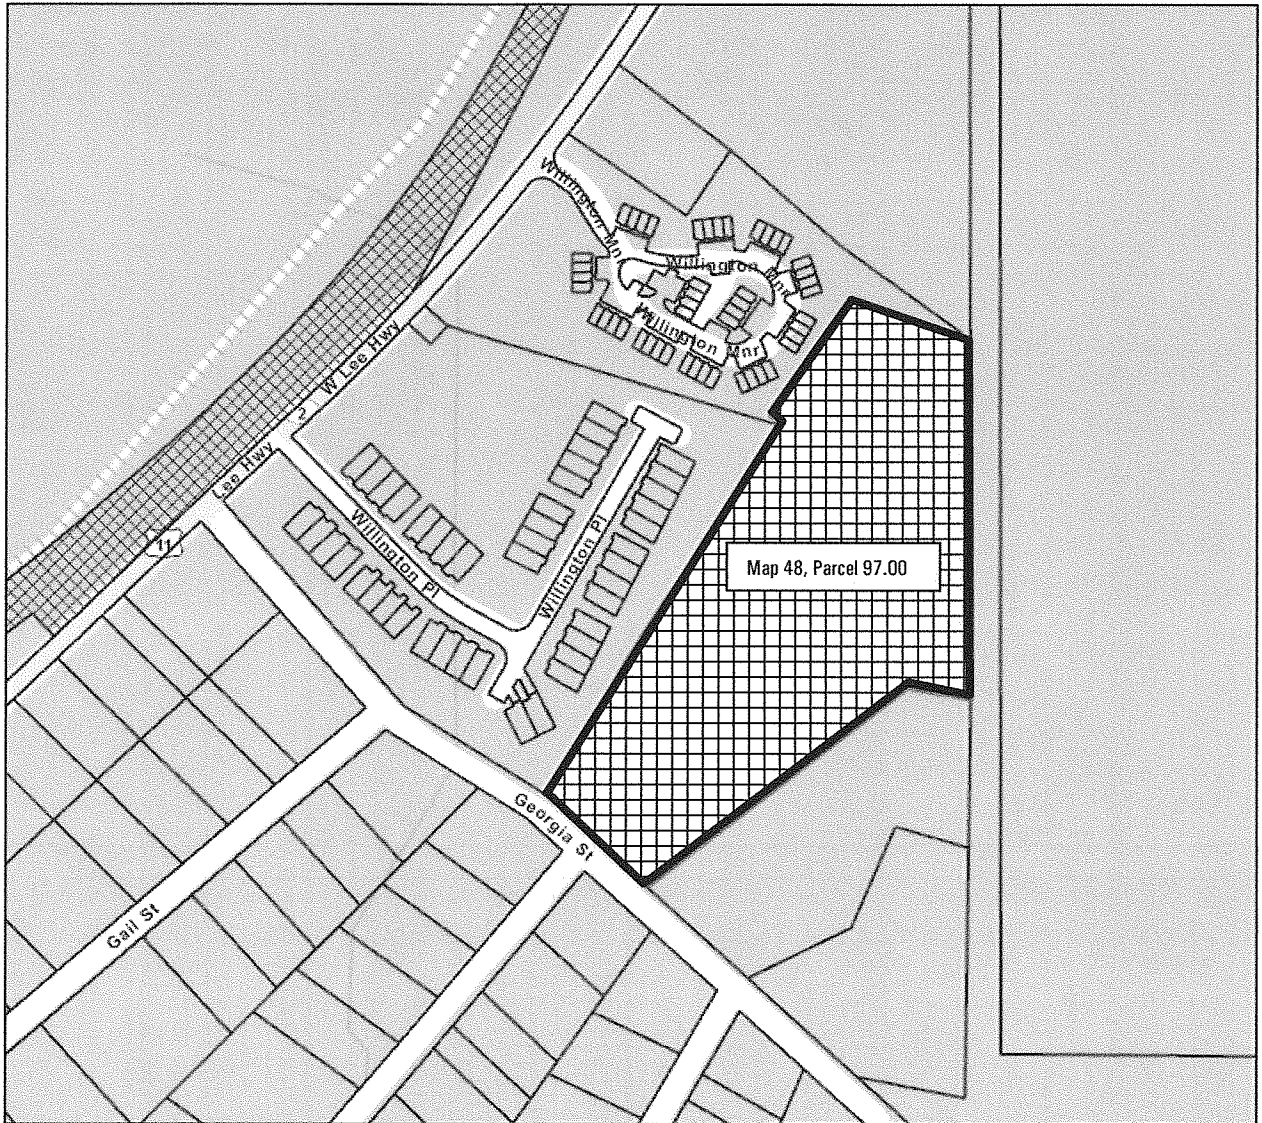 Willington Mnr
Willington Mnr
Willington Mnr
W Lee Hwy
2
Lee Hwy
11
Willington Pl
Willington Pl
Map 48, Parcel 97.00
Georgia St
Gail St